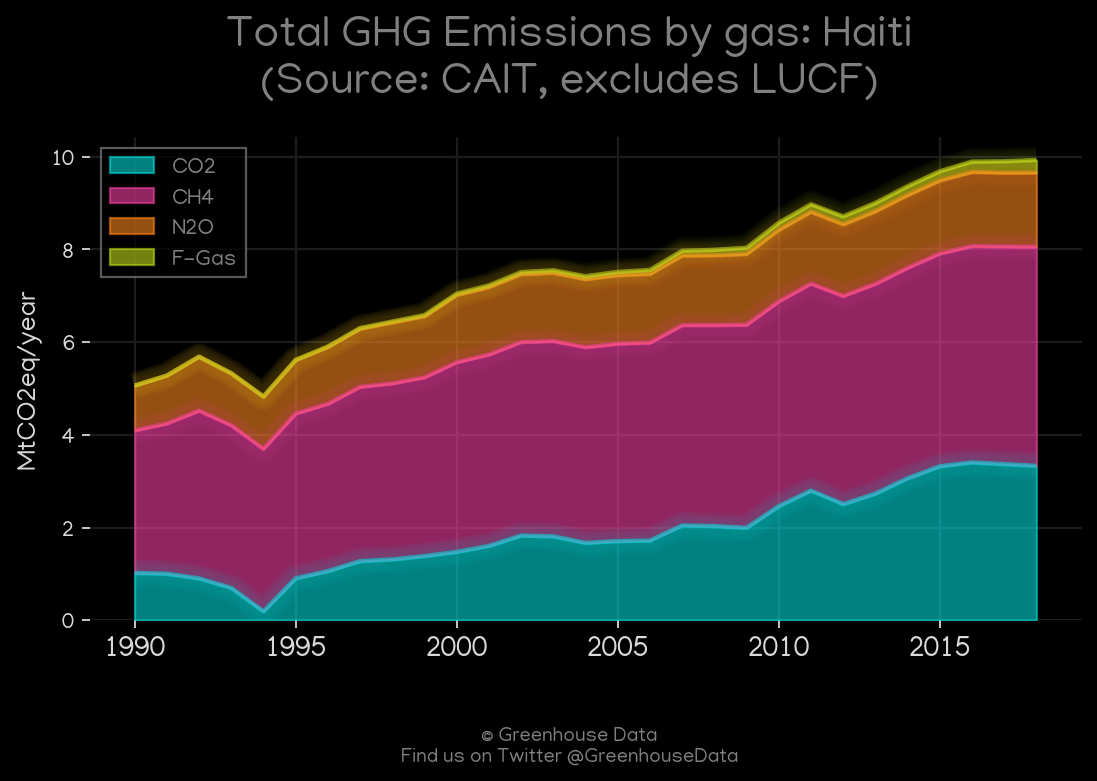 Total GHG Emissions by gas: Haiti
(Source: CAIT, excludes LUCF)
CO2
CH4
N2O
F-Gas
MtCO2eq/year
10
8
6
4
2
0
1990 1995 2000 2005 2010 2015
© Greenhouse Data
Find us on Twitter @GreenhouseData